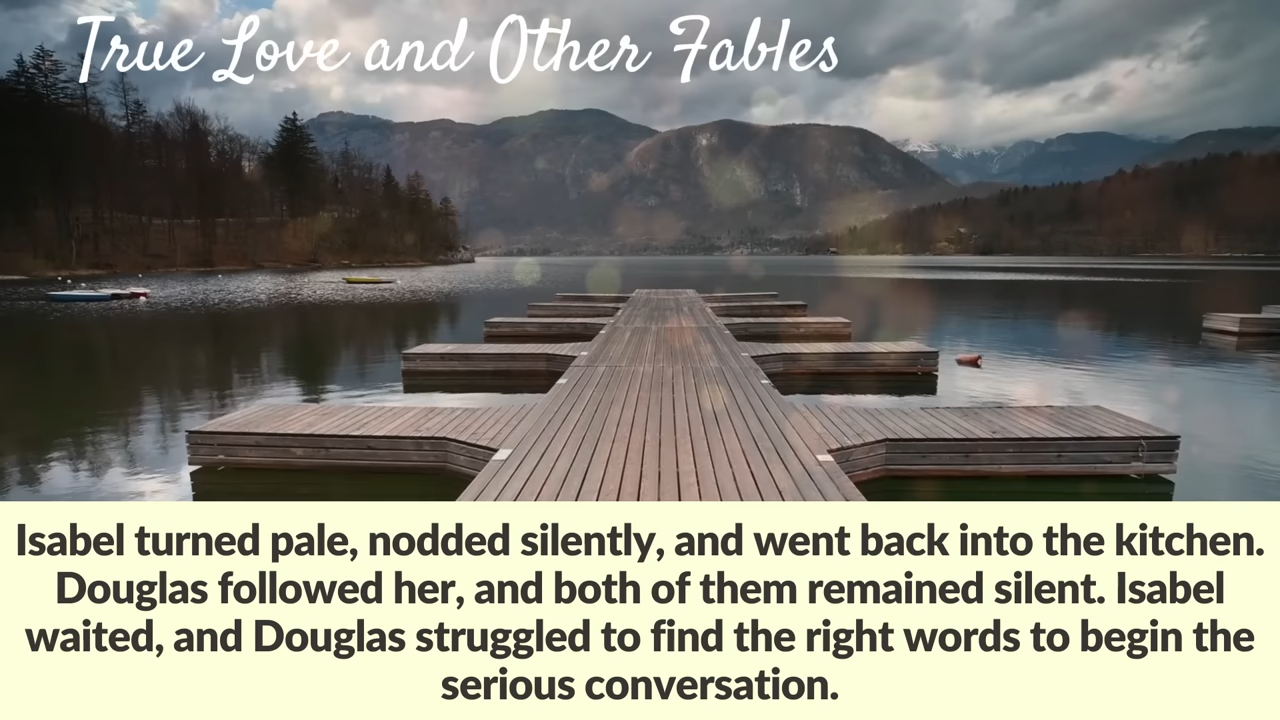 True Love and Other Fables
Isabel turned pale, nodded silently, and went back into the kitchen.
Douglas followed her, and both of them remained silent. Isabel
waited, and Douglas struggled to find the right words to begin the
serious conversation.